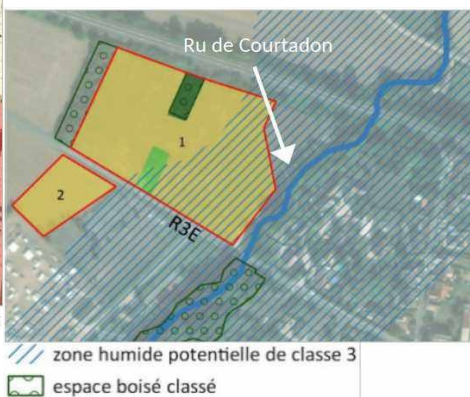 Ru de Courtadon
1
2
R3E
zone humide potentielle de classe 3
espace boisé classé